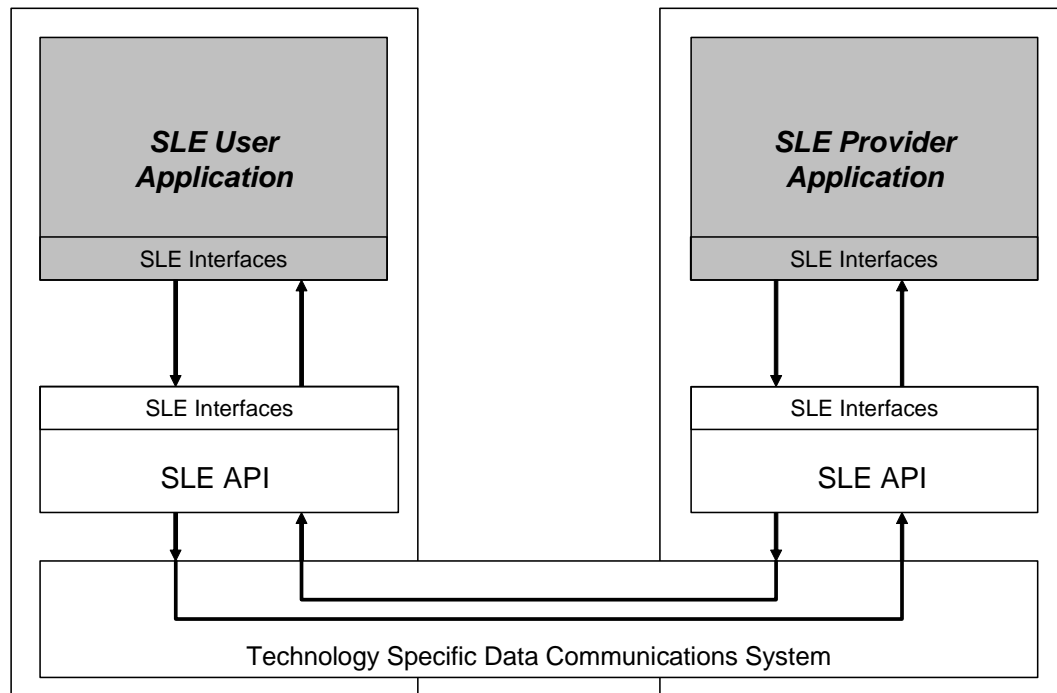 SLE User
Application
SLE Interfaces
SLE Provider
Application
SLE Interfaces
SLE Interfaces
SLE API
SLE Interfaces
SLE API
Technology Specific Data Communications System